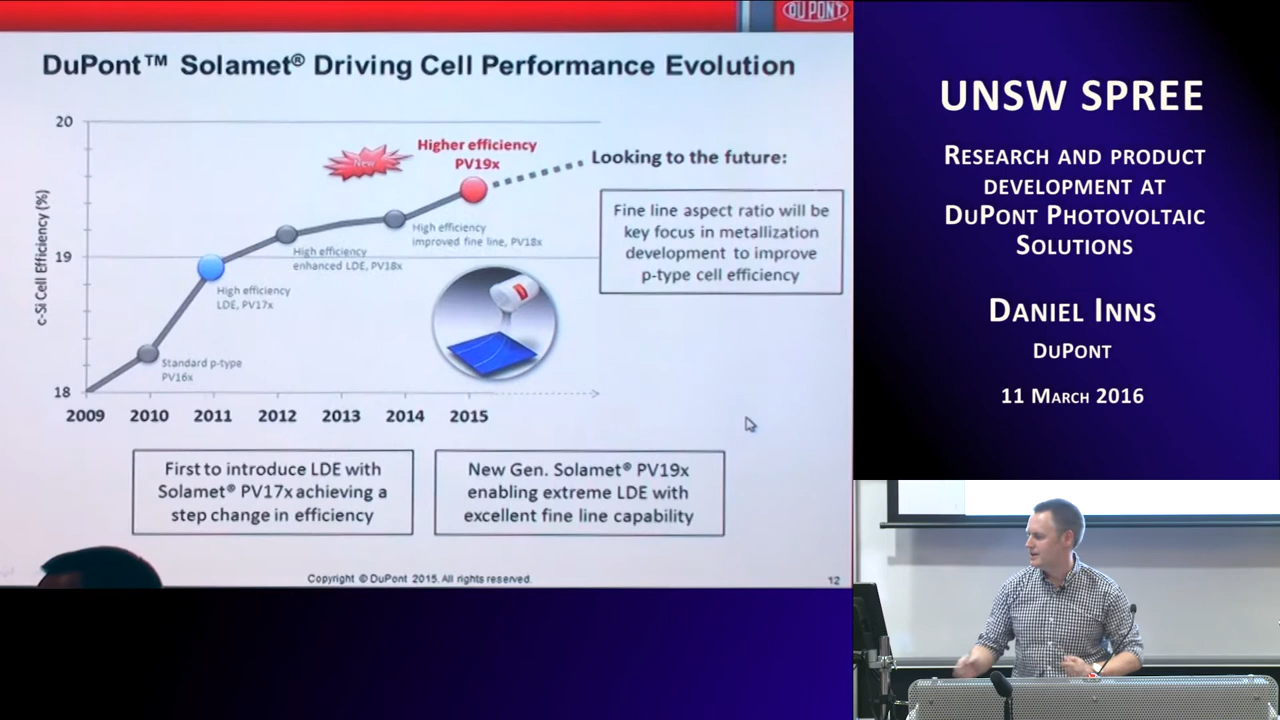 DU PONT
DuPont™ Solamet® Driving Cell Performance Evolution
c-Si Cell Efficiency (%)
20
19
18
2009 2010 2011 2012 2013 2014 2015
Standard p-type
PV16x
High efficiency
LDE, PV17x
High efficiency
enhanced LDE, PV18x
High efficiency
improved fine line, PV18x
New
Higher efficiency
PV19x
Looking to the future:
Fine line aspect ratio will be
key focus in metallization
development to improve
p-type cell efficiency
First to introduce LDE with
Solamet® PV17x achieving a
step change in efficiency
New Gen. Solamet® PV19x
enabling extreme LDE with
excellent fine line capability
Copyright © DuPont 2015. All rights reserved.
12
UNSW SPREE
RESEARCH AND PRODUCT
DEVELOPMENT AT
DUPONT PHOTOVOLTAIC
SOLUTIONS
DANIEL INNS
DUPONT
11 MARCH 2016